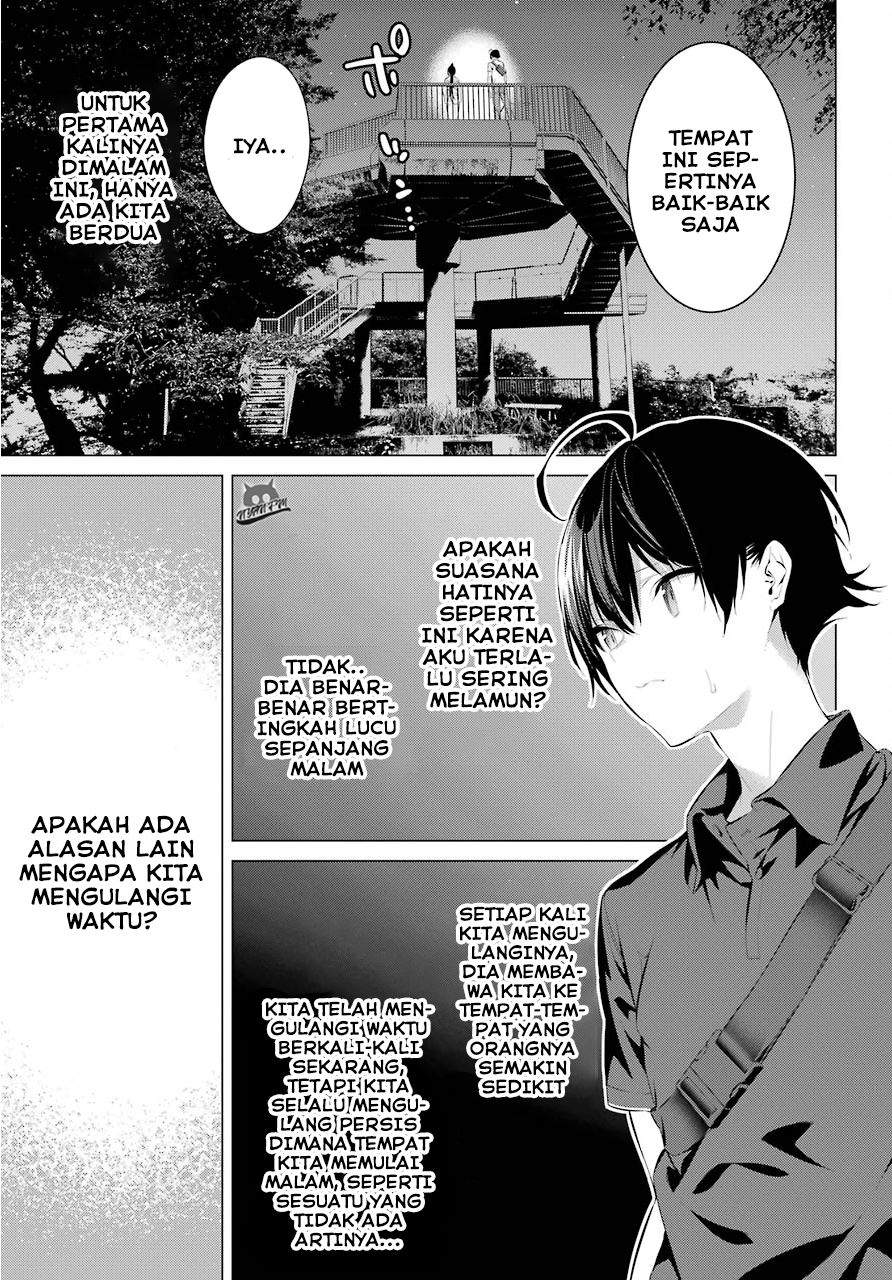 TEMPAT
INI SEP-
ERTINYA
BAIK-BAIK
SAJA
ポポ...
IYA..
UNTUK
PERTAMA
KALINYA
DIMALAM
INI, HANYA
ADA KITA
BERDUA
APAKAH
SUASANA
HATINYA
SEPERTI
INI KARENA
AKU TERLA-
LU SERING
MELAMUN?
TIDAK..
DIA BENAR-
BENAR BERT-
INGKAH LUCU
SEPANJANG
MALAM
SETIAP KALI
KITA MENGU-
LANGINYA,
DIA MEMBA-
WA KITA KE
TEMPAT-TEM-
PAT YANG
ORANGNYA
SEMAKIN
SEDIKIT
KITA TELAH MEN-
GULANGI WAKTU
BERKALI-KALI
SEKARANG,
TETAPI KITA
SELALU MENGU-
LANG PERSIS
DIMANA TEMPAT
KITA MEMULAI
MALAM, SEPERTI
SESUATU YANG
TIDAK ADA
ARTINYA...
APAKAH ADA
ALASAN LAIN
MENGAPA KITA
MENGULANGI
WAKTU?